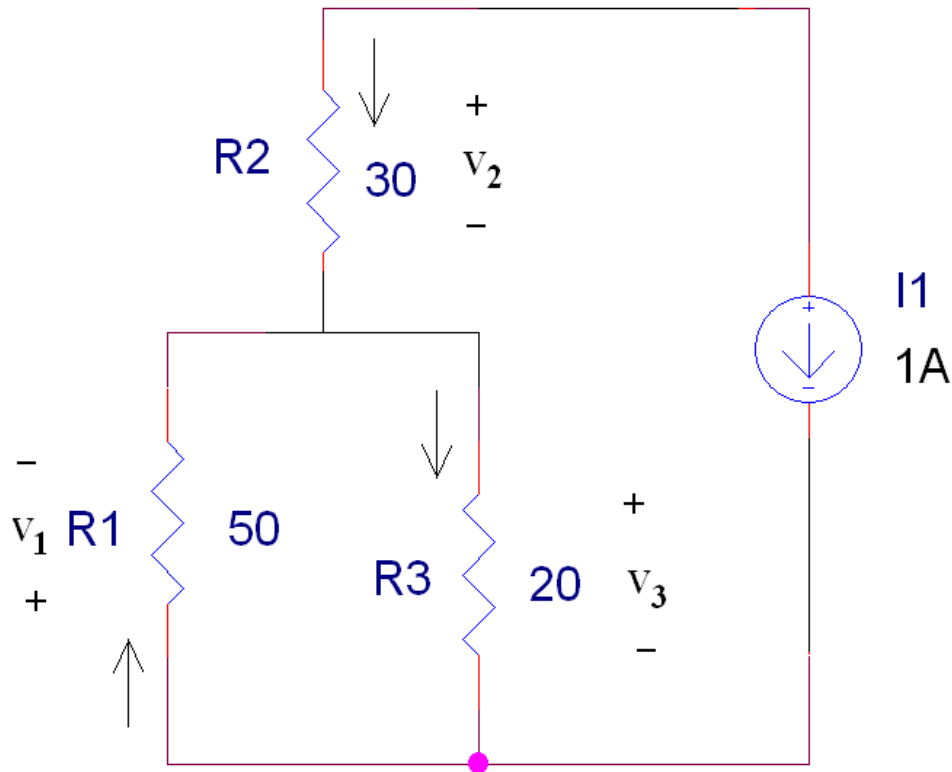 +
R2
30
v₂
–
I1
+
1A
–
–
v₁
R1
50
+
R3
20
+
v₃
–